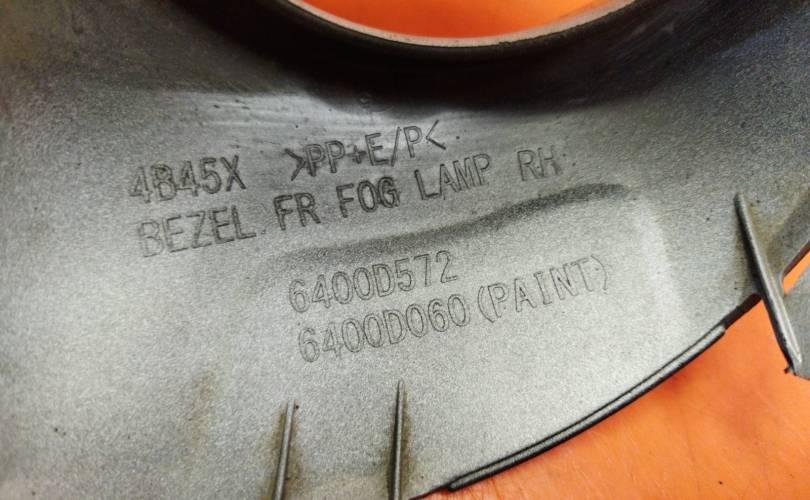 4B45X >PP+E/P<
BEZEL FR FOG LAMP RH
6400D572
6400D060(PAINT)